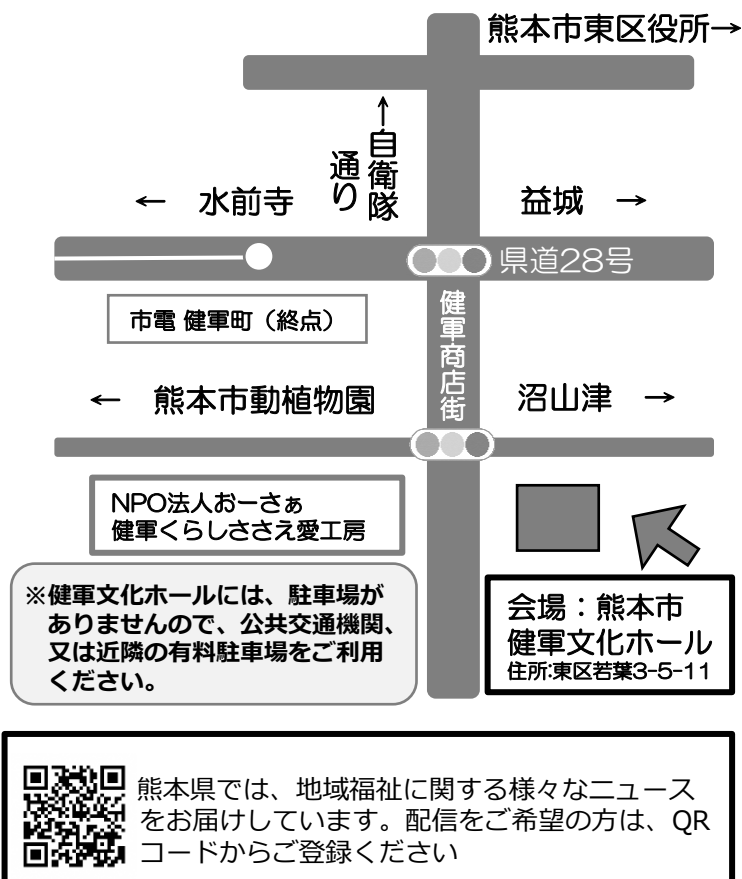 熊本市東区役所→
←自衛隊
通り
← 水前寺
益城 →
県道28号
市電 健軍町（終点）
健軍商店街
← 熊本市動植物園
沼山津 →
NPO法人おーさぁ
健軍くらしささえ愛工房
※健軍文化ホールには、駐車場が
ありませんので、公共交通機関、
又は近隣の有料駐車場をご利用
ください。
会場：熊本市
健軍文化ホール
住所:東区若葉3-5-11
熊本県では、地域福祉に関する様々なニュース
をお届けしています。配信をご希望の方は、QR
コードからご登録ください